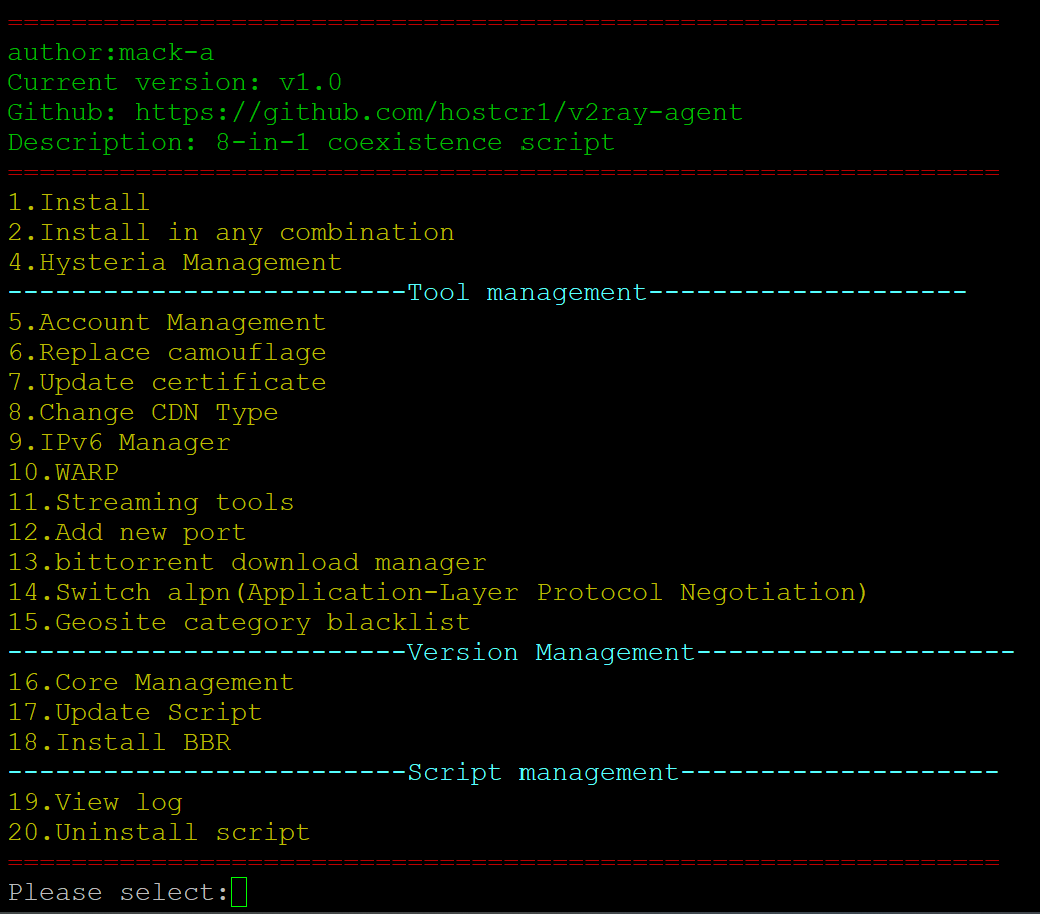 ==============================================================
author:mack-a
Current version: v1.0
Github: https://github.com/hostcr1/v2ray-agent
Description: 8-in-1 coexistence script
==============================================================
1.Install
2.Install in any combination
4.Hysteria Management
-------------------------Tool management--------------------
5.Account Management
6.Replace camouflage
7.Update certificate
8.Change CDN Type
9.IPv6 Manager
10.WARP
11.Streaming tools
12.Add new port
13.bittorrent download manager
14.Switch alpn(Application-Layer Protocol Negotiation)
15.Geosite category blacklist
-------------------------Version Management--------------------
16.Core Management
17.Update Script
18.Install BBR
-------------------------Script management--------------------
19.View log
20.Uninstall script
==============================================================
Please select: